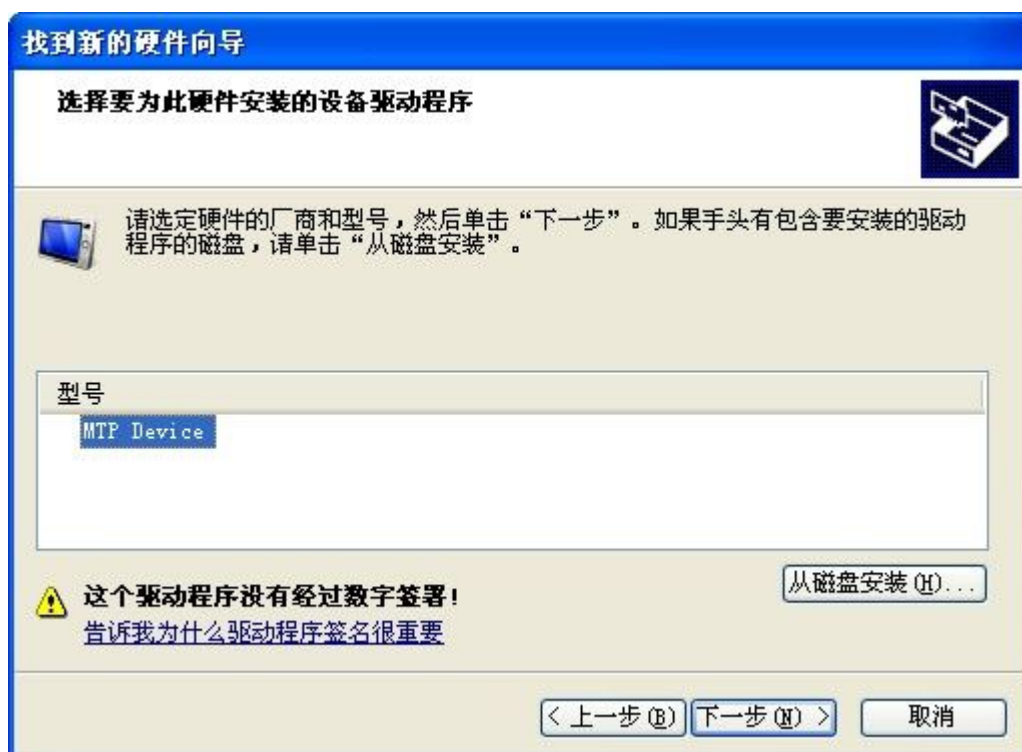 找到新的硬件向导
选择要为此硬件安装的设备驱动程序
请选定硬件的厂商和型号，然后单击“下一步”。如果手头有包含要安装的驱动
程序的磁盘，请单击“从磁盘安装”。
型号
MTP Device
这个驱动程序没有经过数字签署！
告诉我为什么驱动程序签名很重要
从磁盘安装(H)...
< 上一步(B) 下一步(N) > 取消